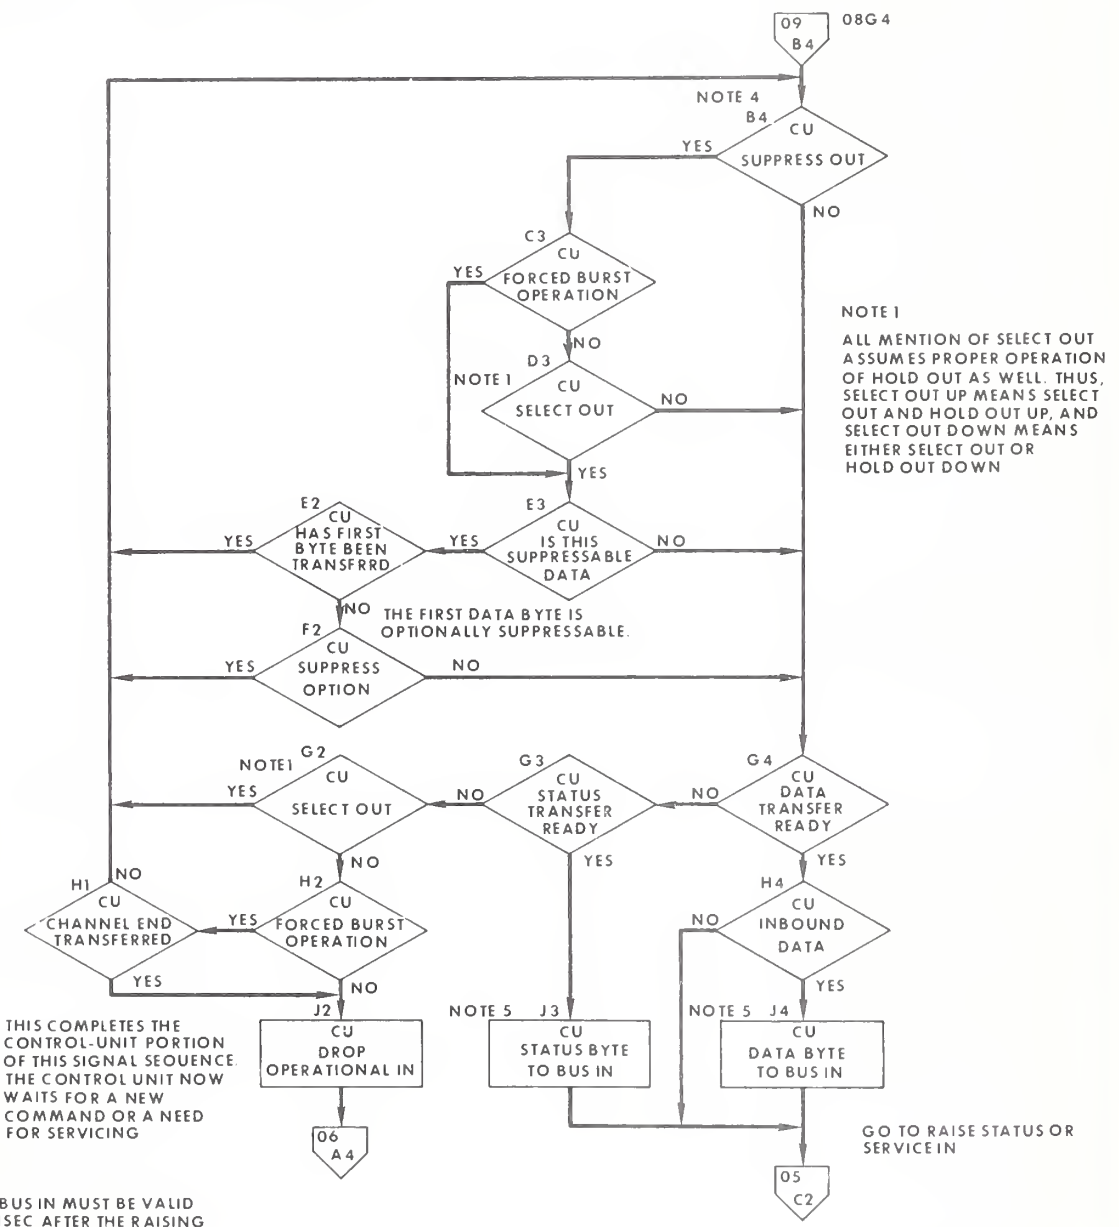 09
B4
08G4
NOTE 4
B4
CU
SUPPRESS OUT
YES
NO
C3
CU
FORCED BURST
OPERATION
YES
NO
NOTE 1
ALL MENTION OF SELECT OUT
ASSUMES PROPER OPERATION
OF HOLD OUT AS WELL. THUS,
SELECT OUT UP MEANS SELECT
OUT AND HOLD OUT UP, AND
SELECT OUT DOWN MEANS
EITHER SELECT OUT OR
HOLD OUT DOWN
D3
NOTE 1
CU
SELECT OUT
NO
YES
E3
CU
IS THIS
SUPPRESSABLE
DATA
YES
NO
E2
CU
HAS FIRST
BYTE BEEN
TRANSFRRD
YES
NO
THE FIRST DATA BYTE IS
OPTIONALLY SUPPRESSABLE.
F2
CU
SUPPRESS
OPTION
YES
NO
G2
NOTE1
CU
SELECT OUT
YES
NO
G3
CU
STATUS
TRANSFER
READY
NO
YES
G4
CU
DATA
TRANSFER
READY
NO
YES
H1
CU
CHANNEL END
TRANSFERRED
NO
YES
H2
CU
FORCED BURST
OPERATION
YES
NO
H4
CU
INBOUND
DATA
NO
YES
J2
CU
DROP
OPERATIONAL IN
NOTE 5
J3
CU
STATUS BYTE
TO BUS IN
NOTE 5
J4
CU
DATA BYTE
TO BUS IN
THIS COMPLETES THE
CONTROL-UNIT PORTION
OF THIS SIGNAL SEQUENCE.
THE CONTROL UNIT NOW
WAITS FOR A NEW
COMMAND OR A NEED
FOR SERVICING
06
A4
GO TO RAISE STATUS OR
SERVICE IN
05
C2
BUS IN MUST BE VALID
SEC AFTER THE RAISING